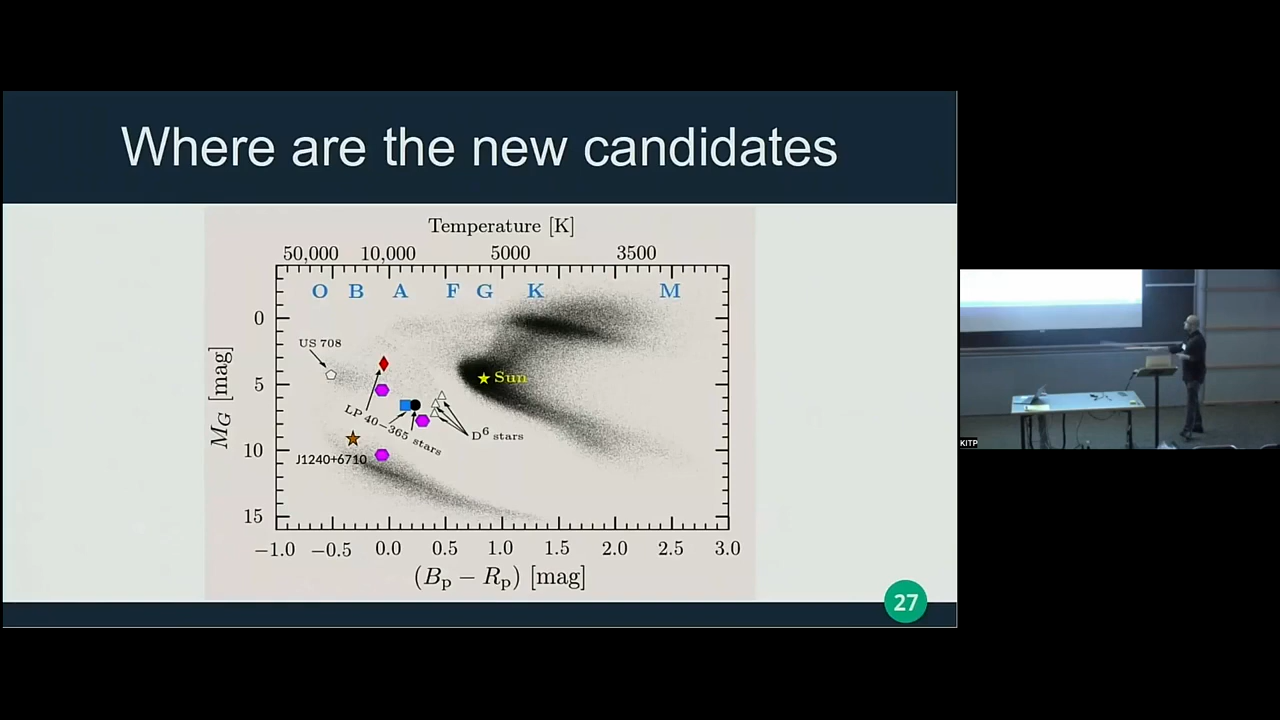 Where are the new candidates
Temperature [K]
50,000 10,000 5000 3500
O B A F G K M
0
5
10
15
M_G [mag]
US 708
Sun
LP 40−365 stars
D⁶ stars
J1240+6710
−1.0 −0.5 0.0 0.5 1.0 1.5 2.0 2.5 3.0
(B_p − R_p) [mag]
27
KITP